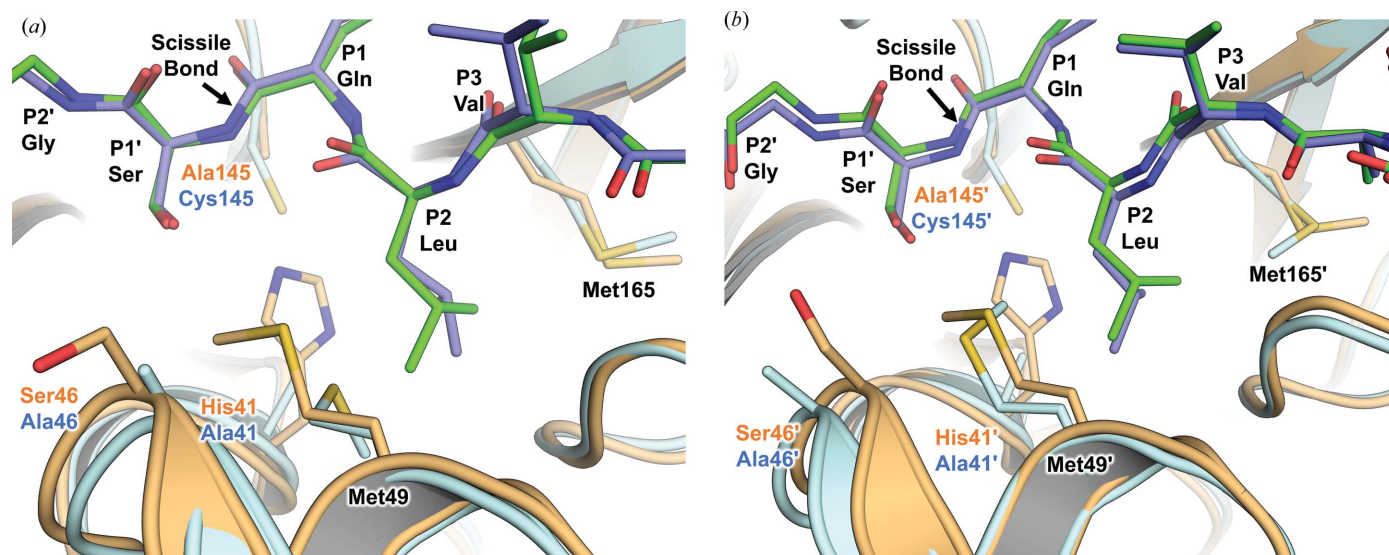 (a)
Scissile
Bond
P1
Gln
P3
Val
P2'
Gly
P1'
Ser
Ala145
Cys145
P2
Leu
Met165
Ser46
Ala46
His41
Ala41
Met49
(b)
Scissile
Bond
P1
Gln
P3
Val
P2'
Gly
P1'
Ser
Ala145'
Cys145'
P2
Leu
Met165'
Ser46'
Ala46'
His41'
Ala41'
Met49'